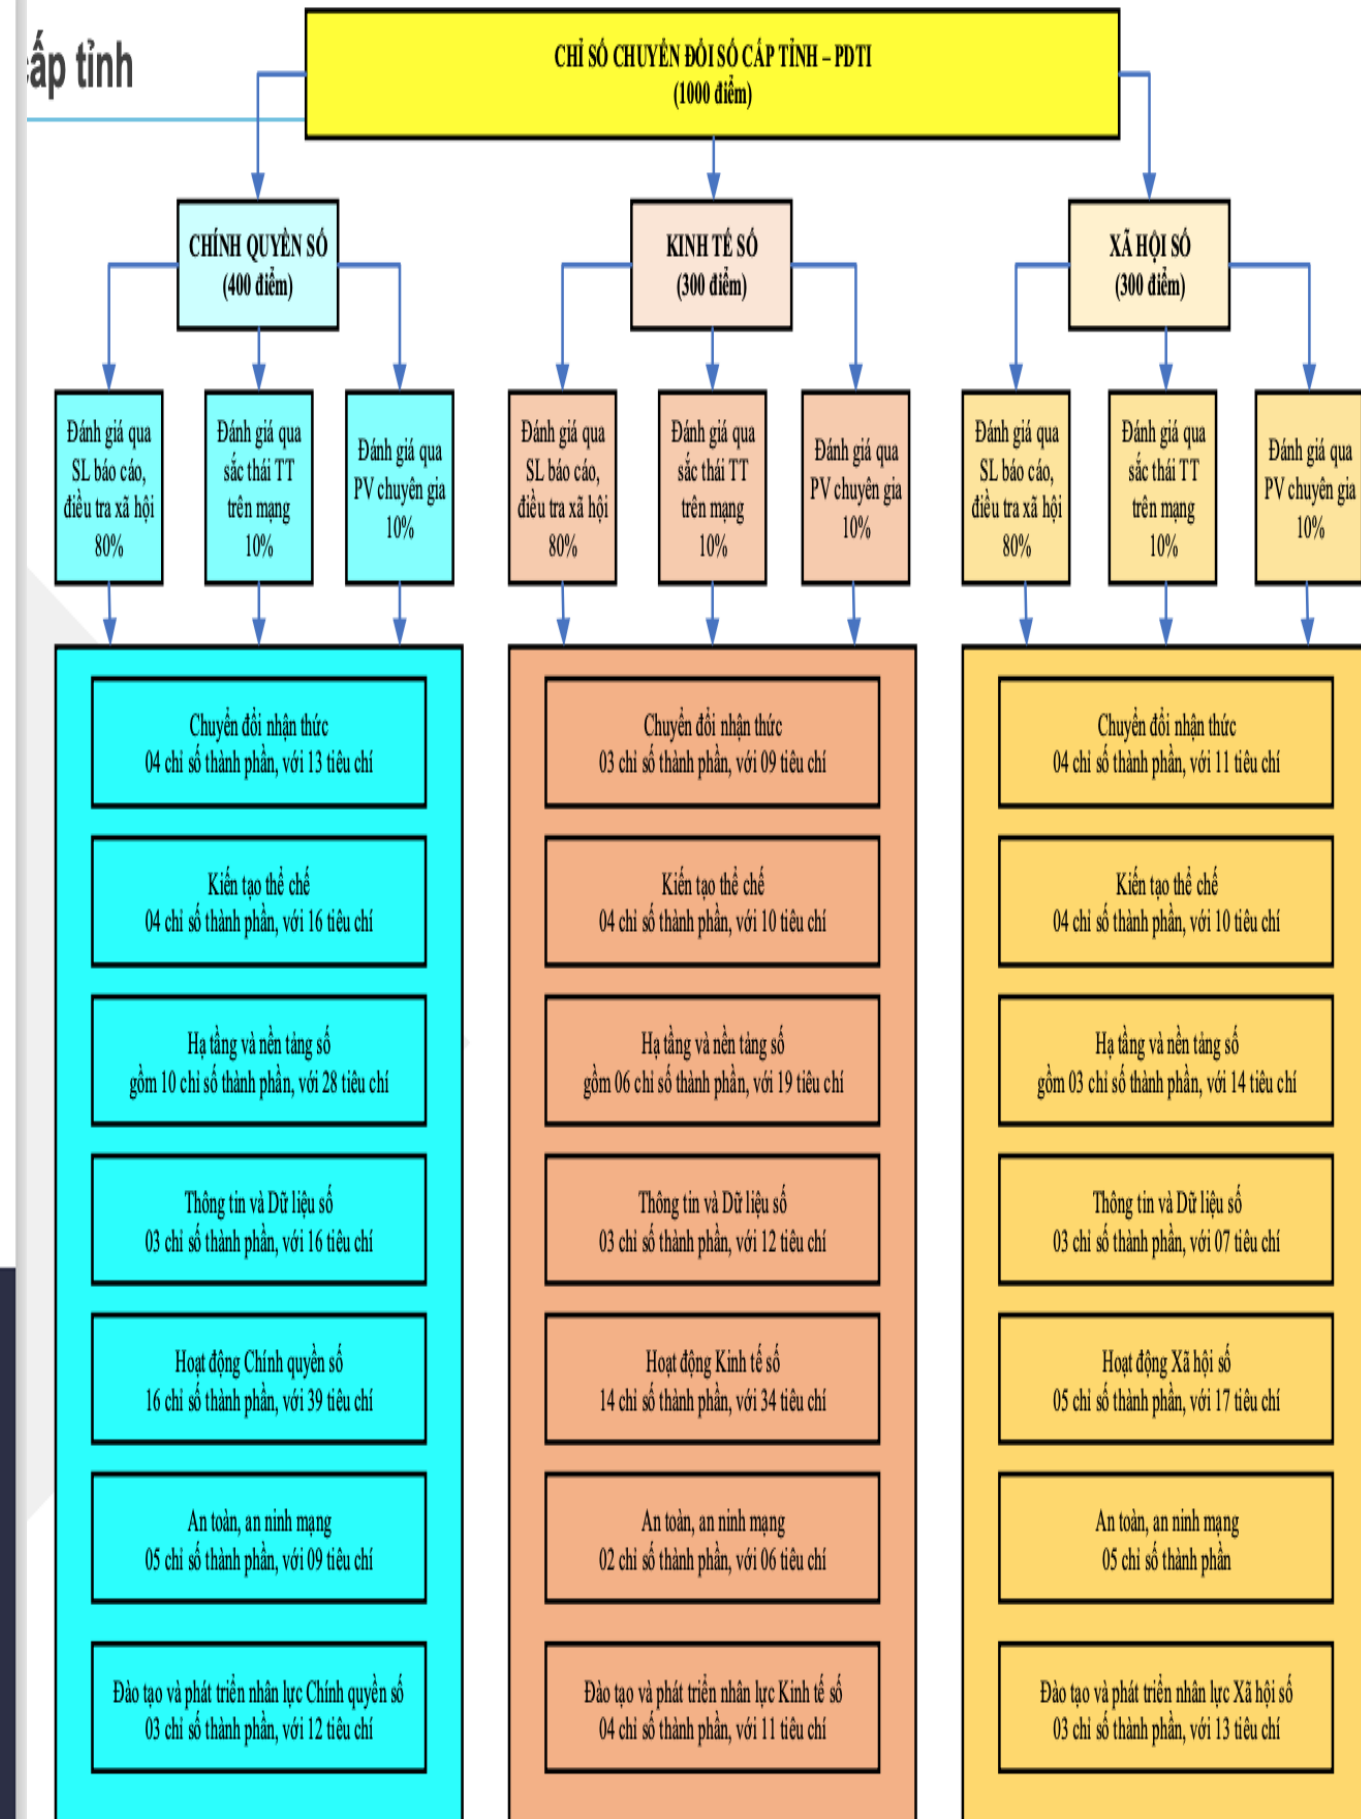 cấp tỉnh
CHỈ SỐ CHUYỂN ĐỔI SỐ CẤP TỈNH – PDTI
(1000 điểm)
CHÍNH QUYỀN SỐ
(400 điểm)
KINH TẾ SỐ
(300 điểm)
XÃ HỘI SỐ
(300 điểm)
Đánh giá qua
SL báo cáo,
điều tra xã hội
80%
Đánh giá qua
sắc thái TT
trên mạng
10%
Đánh giá qua
PV chuyên gia
10%
Đánh giá qua
SL báo cáo,
điều tra xã hội
80%
Đánh giá qua
sắc thái TT
trên mạng
10%
Đánh giá qua
PV chuyên gia
10%
Đánh giá qua
SL báo cáo,
điều tra xã hội
80%
Đánh giá qua
sắc thái TT
trên mạng
10%
Đánh giá qua
PV chuyên gia
10%
Chuyển đổi nhận thức
04 chỉ số thành phần, với 13 tiêu chí
Kiến tạo thể chế
04 chỉ số thành phần, với 16 tiêu chí
Hạ tầng và nền tảng số
gồm 10 chỉ số thành phần, với 28 tiêu chí
Thông tin và Dữ liệu số
03 chỉ số thành phần, với 16 tiêu chí
Hoạt động Chính quyền số
16 chỉ số thành phần, với 39 tiêu chí
An toàn, an ninh mạng
05 chỉ số thành phần, với 09 tiêu chí
Đào tạo và phát triển nhân lực Chính quyền số
03 chỉ số thành phần, với 12 tiêu chí
Chuyển đổi nhận thức
03 chỉ số thành phần, với 09 tiêu chí
Kiến tạo thể chế
04 chỉ số thành phần, với 10 tiêu chí
Hạ tầng và nền tảng số
gồm 06 chỉ số thành phần, với 19 tiêu chí
Thông tin và Dữ liệu số
03 chỉ số thành phần, với 12 tiêu chí
Hoạt động Kinh tế số
14 chỉ số thành phần, với 34 tiêu chí
An toàn, an ninh mạng
02 chỉ số thành phần, với 06 tiêu chí
Đào tạo và phát triển nhân lực Kinh tế số
04 chỉ số thành phần, với 11 tiêu chí
Chuyển đổi nhận thức
04 chỉ số thành phần, với 11 tiêu chí
Kiến tạo thể chế
04 chỉ số thành phần, với 10 tiêu chí
Hạ tầng và nền tảng số
gồm 03 chỉ số thành phần, với 14 tiêu chí
Thông tin và Dữ liệu số
03 chỉ số thành phần, với 07 tiêu chí
Hoạt động Xã hội số
05 chỉ số thành phần, với 17 tiêu chí
An toàn, an ninh mạng
05 chỉ số thành phần
Đào tạo và phát triển nhân lực Xã hội số
03 chỉ số thành phần, với 13 tiêu chí